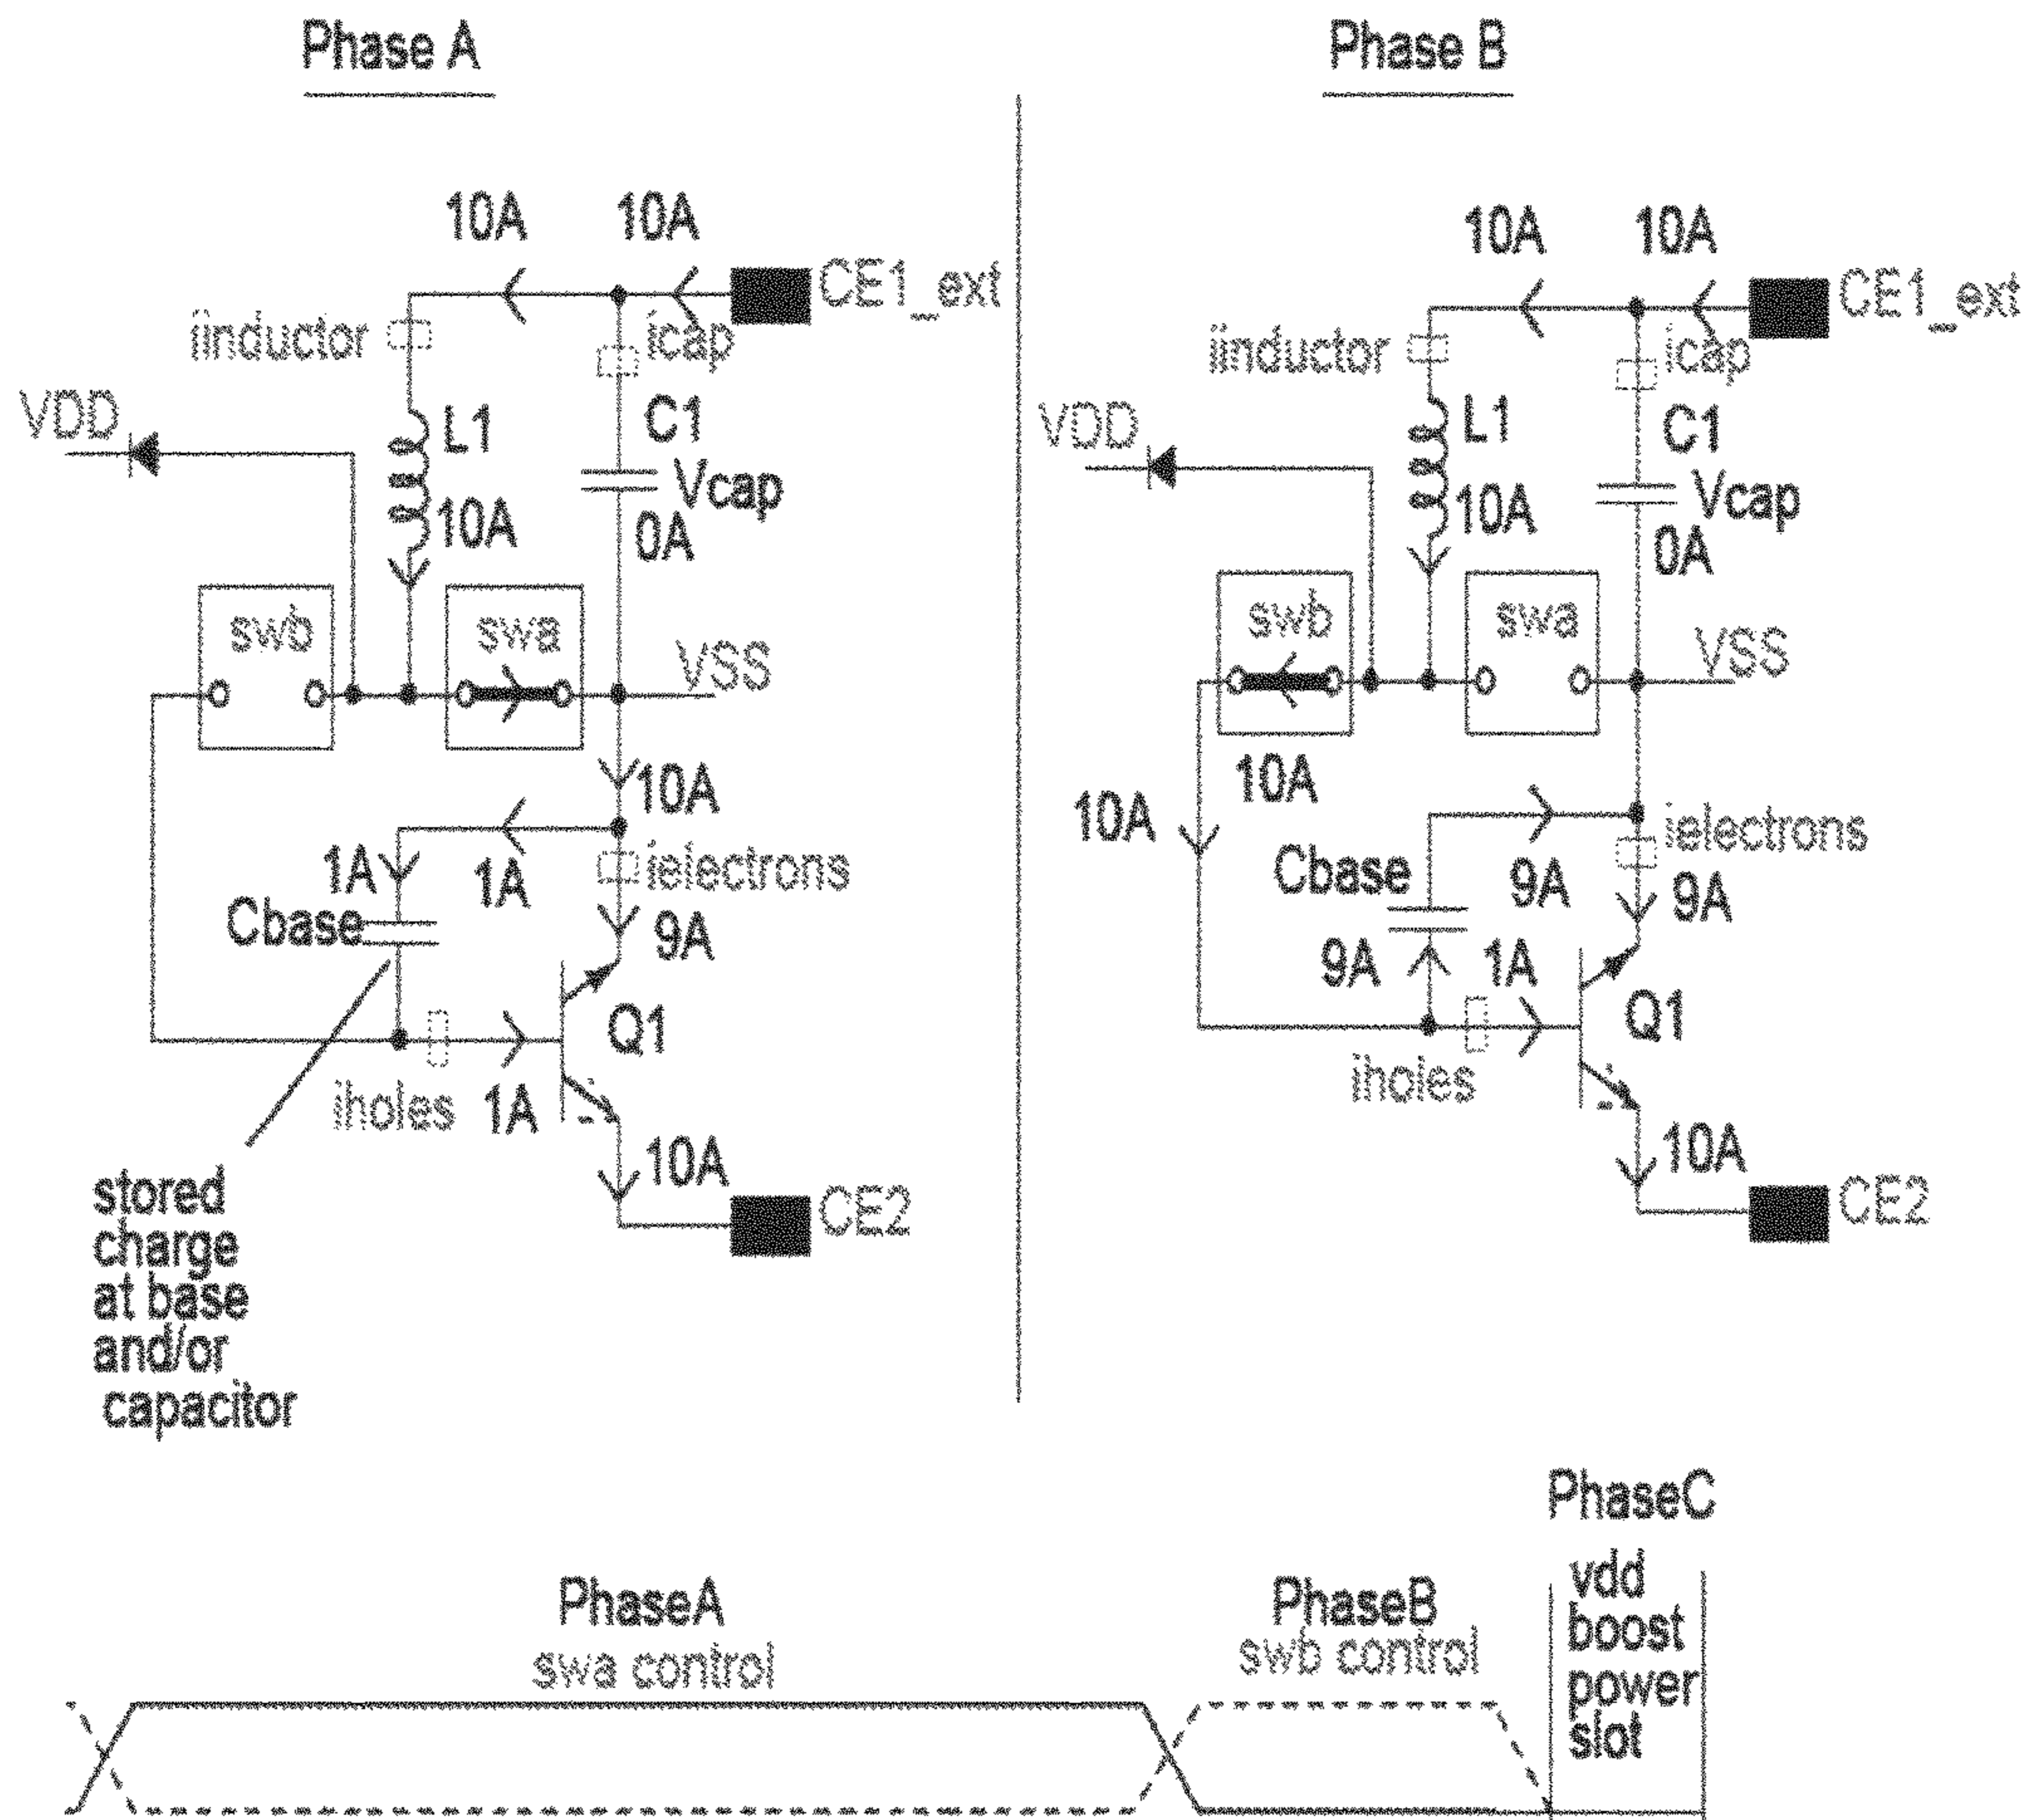 Phase A
10A 10A
CE1_ext
iinductor
icap
VDD
L1
C1
Vcap
10A
0A
swb
swa
VSS
10A
1A
1A
ielectrons
Cbase
9A
Q1
iholes
1A
10A
CE2
stored
charge
at base
and/or
capacitor
Phase B
10A 10A
CE1_ext
iinductor
icap
VDD
L1
C1
Vcap
10A
0A
swb
swa
VSS
10A
10A
ielectrons
Cbase
9A
9A
9A
1A
Q1
iholes
10A
CE2
PhaseA
swa control
PhaseB
swb control
PhaseC
vdd
boost
power
slot